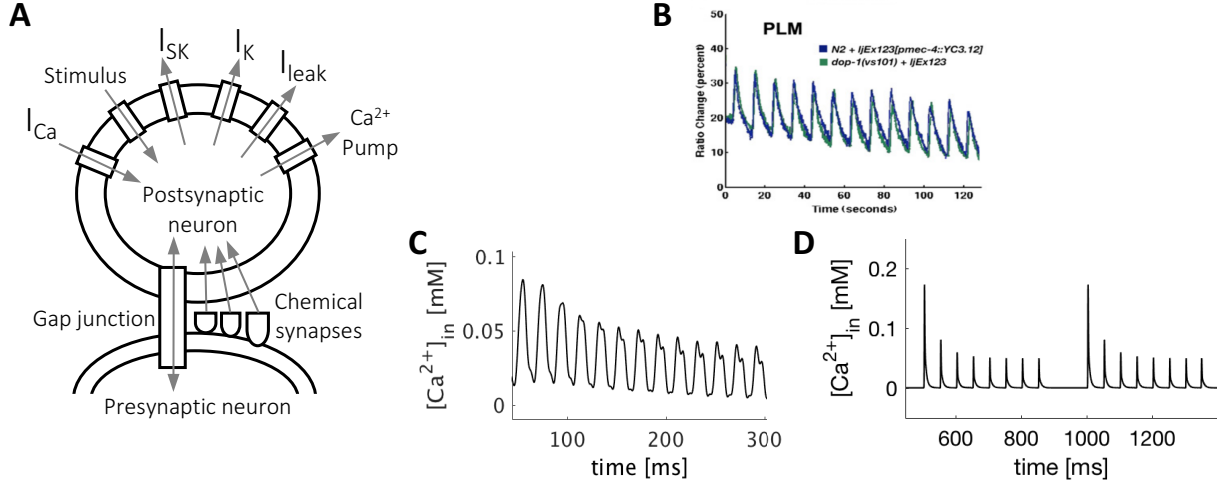 A
I_SK
I_K
I_leak
Stimulus
I_Ca
Ca²⁺
Pump
Postsynaptic
neuron
Gap junction
Chemical
synapses
Presynaptic neuron
B
PLM
N2 + ljEx123[pmec-4::YC3.12]
dop-1(vs101) + ljEx123
Ratio Change (percent)
50
40
30
20
10
0
0 20 40 60 80 100 120
Time (seconds)
C
[Ca²⁺]_in [mM]
0.1
0.05
0
100 200 300
time [ms]
D
[Ca²⁺]_in [mM]
0.2
0.1
0
600 800 1000 1200
time [ms]